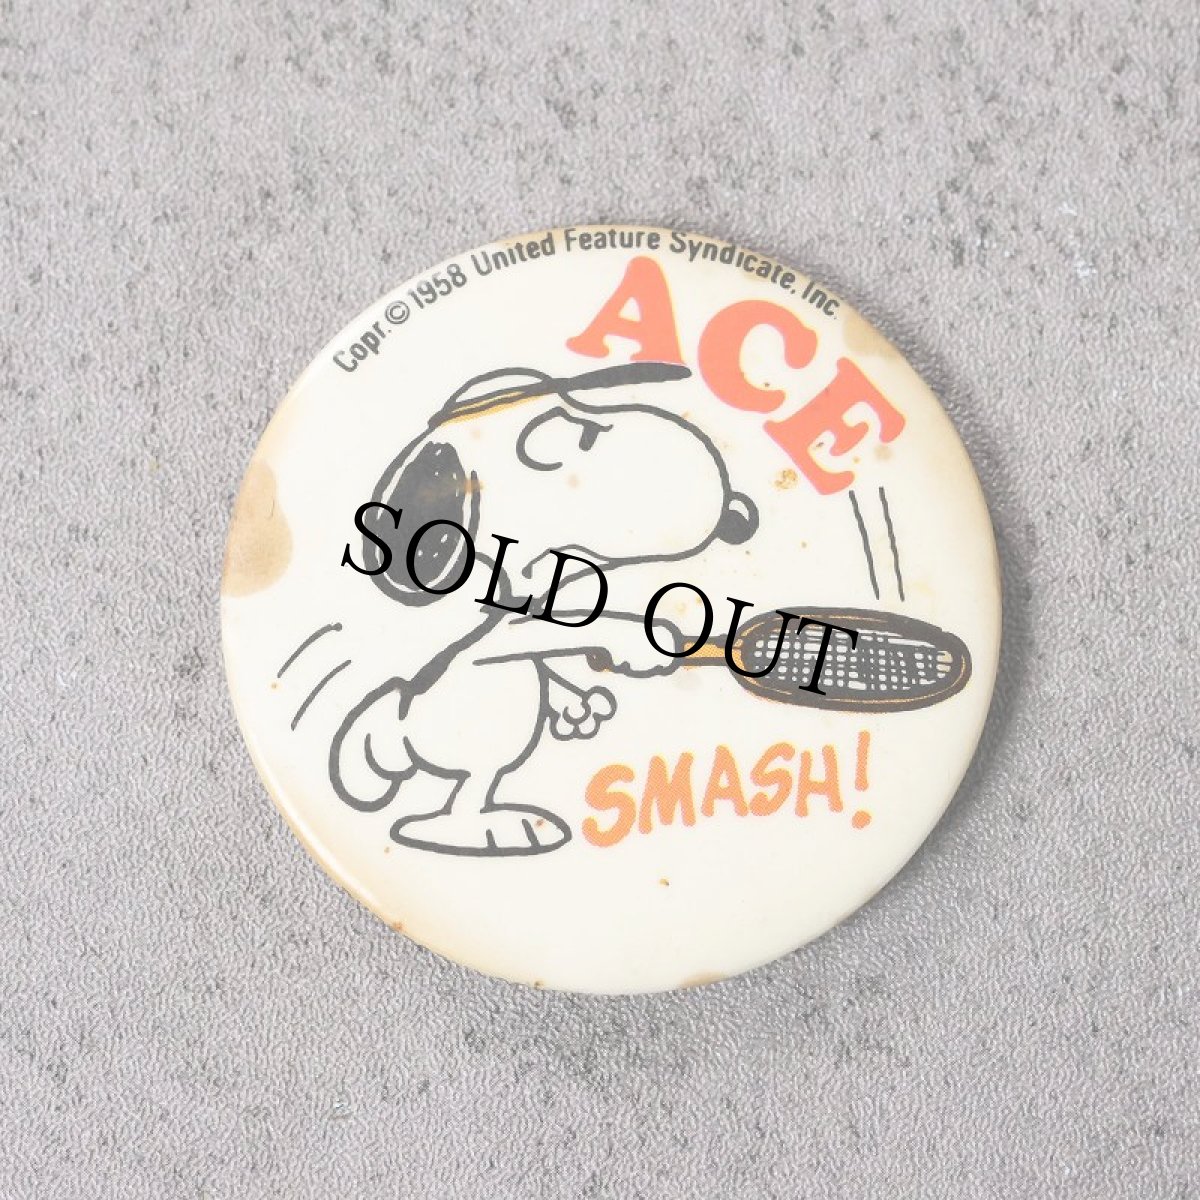 Copr. © 1958 United Feature Syndicate, Inc.
ACE
SOLD OUT
SMASH!